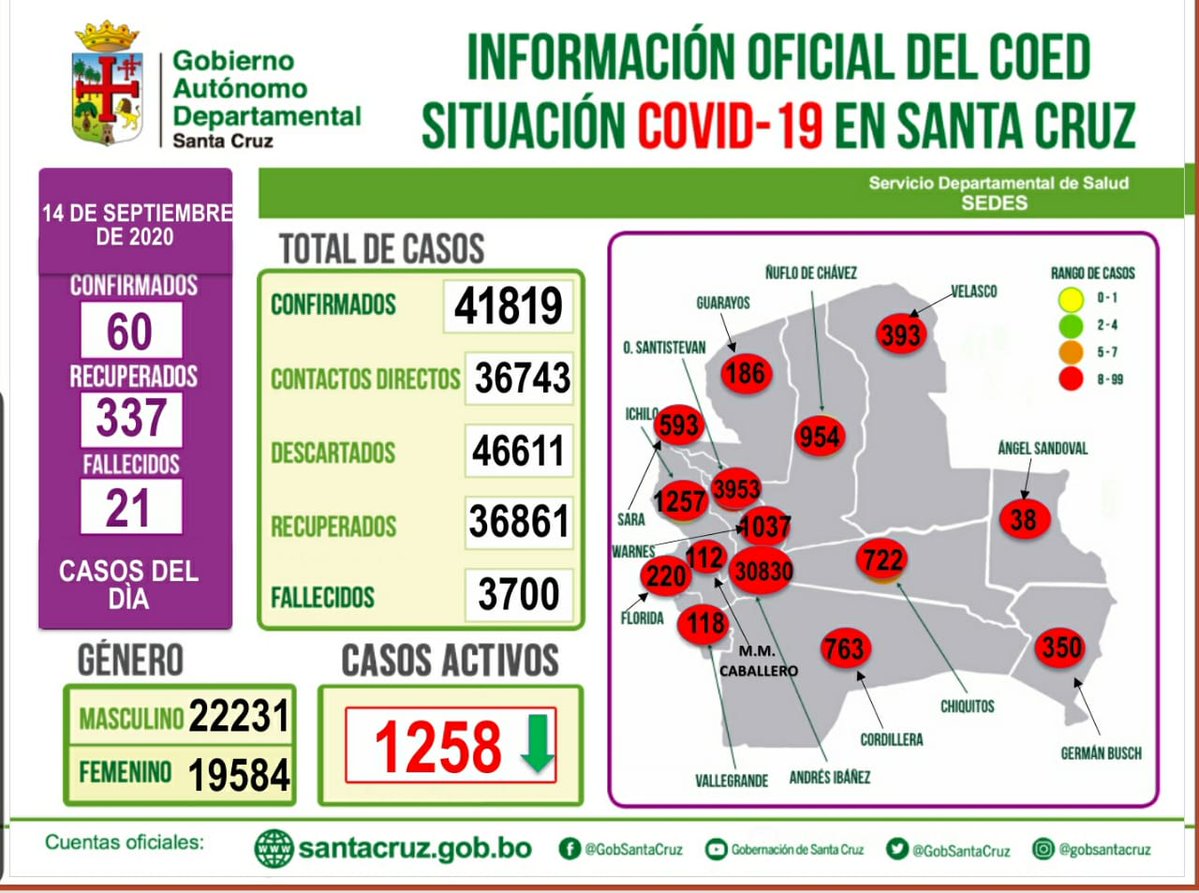 Gobierno
Autónomo
Departamental
Santa Cruz
INFORMACIÓN OFICIAL DEL COED
SITUACIÓN COVID-19 EN SANTA CRUZ
Servicio Departamental de Salud
SEDES
14 DE SEPTIEMBRE
DE 2020
CONFIRMADOS
60
RECUPERADOS
337
FALLECIDOS
21
CASOS DEL
DÌA
TOTAL DE CASOS
CONFIRMADOS 41819
CONTACTOS DIRECTOS 36743
DESCARTADOS 46611
RECUPERADOS 36861
FALLECIDOS 3700
GÉNERO
MASCULINO 22231
FEMENINO 19584
CASOS ACTIVOS
1258
ÑUFLO DE CHÁVEZ
GUARAYOS
VELASCO
O. SANTISTEVAN
393
186
ICHILO
593
954
ÁNGEL SANDOVAL
3953
1257
SARA
38
1037
WARNES
112
722
220
30830
FLORIDA
118
M.M.
CABALLERO
763
350
CHIQUITOS
CORDILLERA
GERMÁN BUSCH
VALLEGRANDE
ANDRÉS IBÁÑEZ
RANGO DE CASOS
0 - 1
2 - 4
5 - 7
8 - 99
Cuentas oficiales:
www
santacruz.gob.bo
@GobSantaCruz
Gobernación de Santa Cruz
@GobSantaCruz
@gobsantacruz